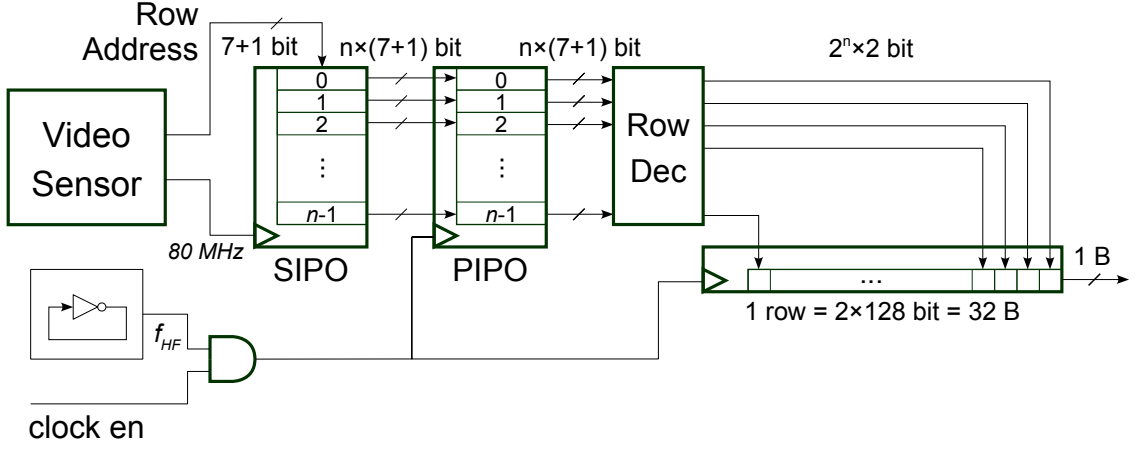 Row
Address
7+1 bit
n×(7+1) bit
n×(7+1) bit
2ⁿ×2 bit
Video
Sensor
0
1
2
⋮
n-1
0
1
2
⋮
n-1
Row
Dec
80 MHz
SIPO
PIPO
1 B
...
1 row = 2×128 bit = 32 B
f_HF
clock en